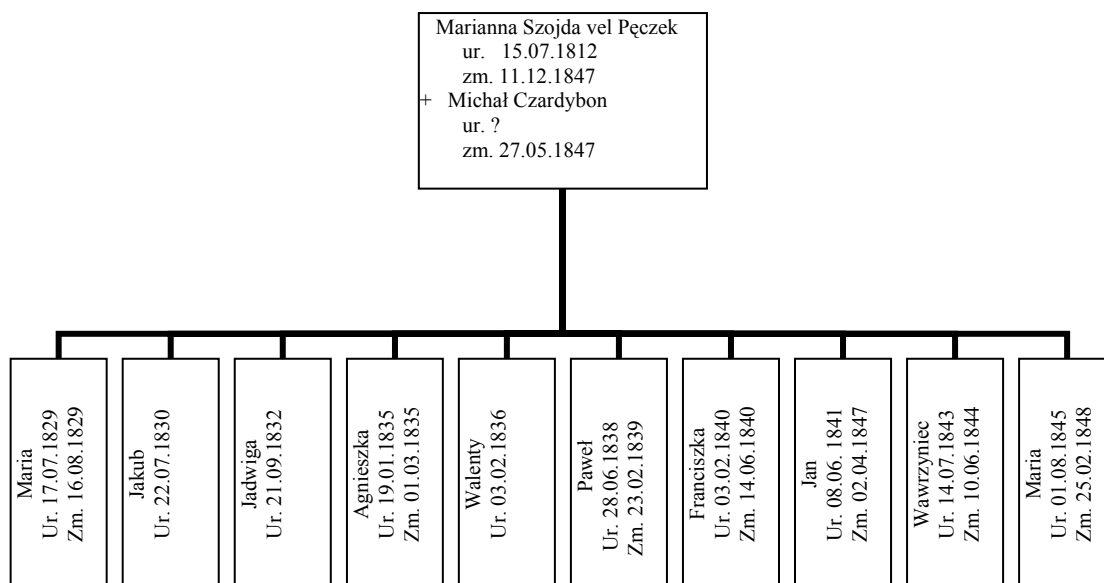 Marianna Szojda vel Pęczek
ur. 15.07.1812
zm. 11.12.1847
+ Michał Czardybon
ur. ?
zm. 27.05.1847
Maria
Ur. 17.07.1829
Zm. 16.08.1829
Jakub
Ur. 22.07.1830
Jadwiga
Ur. 21.09.1832
Agnieszka
Ur. 19.01.1835
Zm. 01.03.1835
Walenty
Ur. 03.02.1836
Paweł
Ur. 28.06.1838
Zm. 23.02.1839
Franciszka
Ur. 03.02.1840
Zm. 14.06.1840
Jan
Ur. 08.06. 1841
Zm. 02.04.1847
Wawrzyniec
Ur. 14.07.1843
Zm. 10.06.1844
Maria
Ur. 01.08.1845
Zm. 25.02.1848